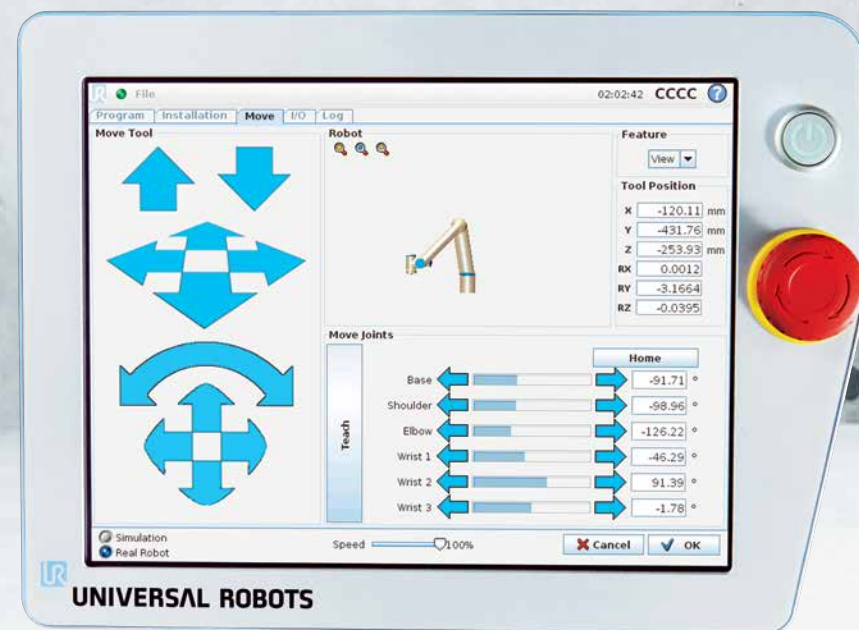 UR File 02:02:42 CCCC ?
Program Installation Move I/O Log
Move Tool
Robot
Feature
View
Tool Position
X -120.11 mm
Y -431.76 mm
Z -253.93 mm
RX 0.0012
RY -3.1664
RZ -0.0395
Move Joints
Home
Teach
Base -91.71 °
Shoulder -98.96 °
Elbow -126.22 °
Wrist 1 -46.29 °
Wrist 2 91.39 °
Wrist 3 -1.78 °
Simulation
Real Robot
Speed 100%
Cancel OK
UR
UNIVERSAL ROBOTS